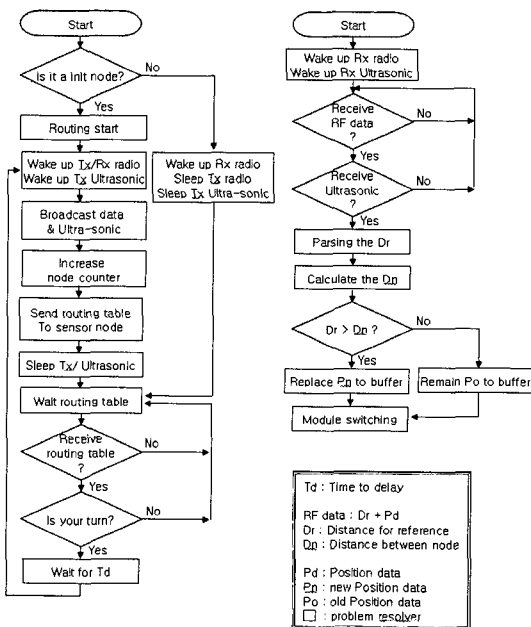 Start
Is it a Init node?
No
Yes
Routing start
Wake up Tx/Rx radio
Wake up Tx Ultrasonic
Wake up Rx radio
Sleep Tx radio
Sleep Tx Ultra-sonic
Broadcast data
& Ultra-sonic
Increase
node counter
Send routing table
To sensor node
Sleep Tx/ Ultrasonic
Wait routing table
Receive
routing table
?
No
Yes
Is your turn?
No
Yes
Wait for Td
Start
Wake up Rx radio
Wake up Rx Ultrasonic
Receive
RF data
?
No
Yes
Receive
Ultrasonic
?
No
Yes
Parsing the Dr
Calculate the Dn
Dr > Dn ?
No
Yes
Replace Pn to buffer
Remain Po to buffer
Module switching
Td : Time to delay
RF data : Dr + Pd
Dr : Distance for reference
Dn : Distance between node
Pd : Position data
Pn : new Position data
Po : old Position data
: problem resolver